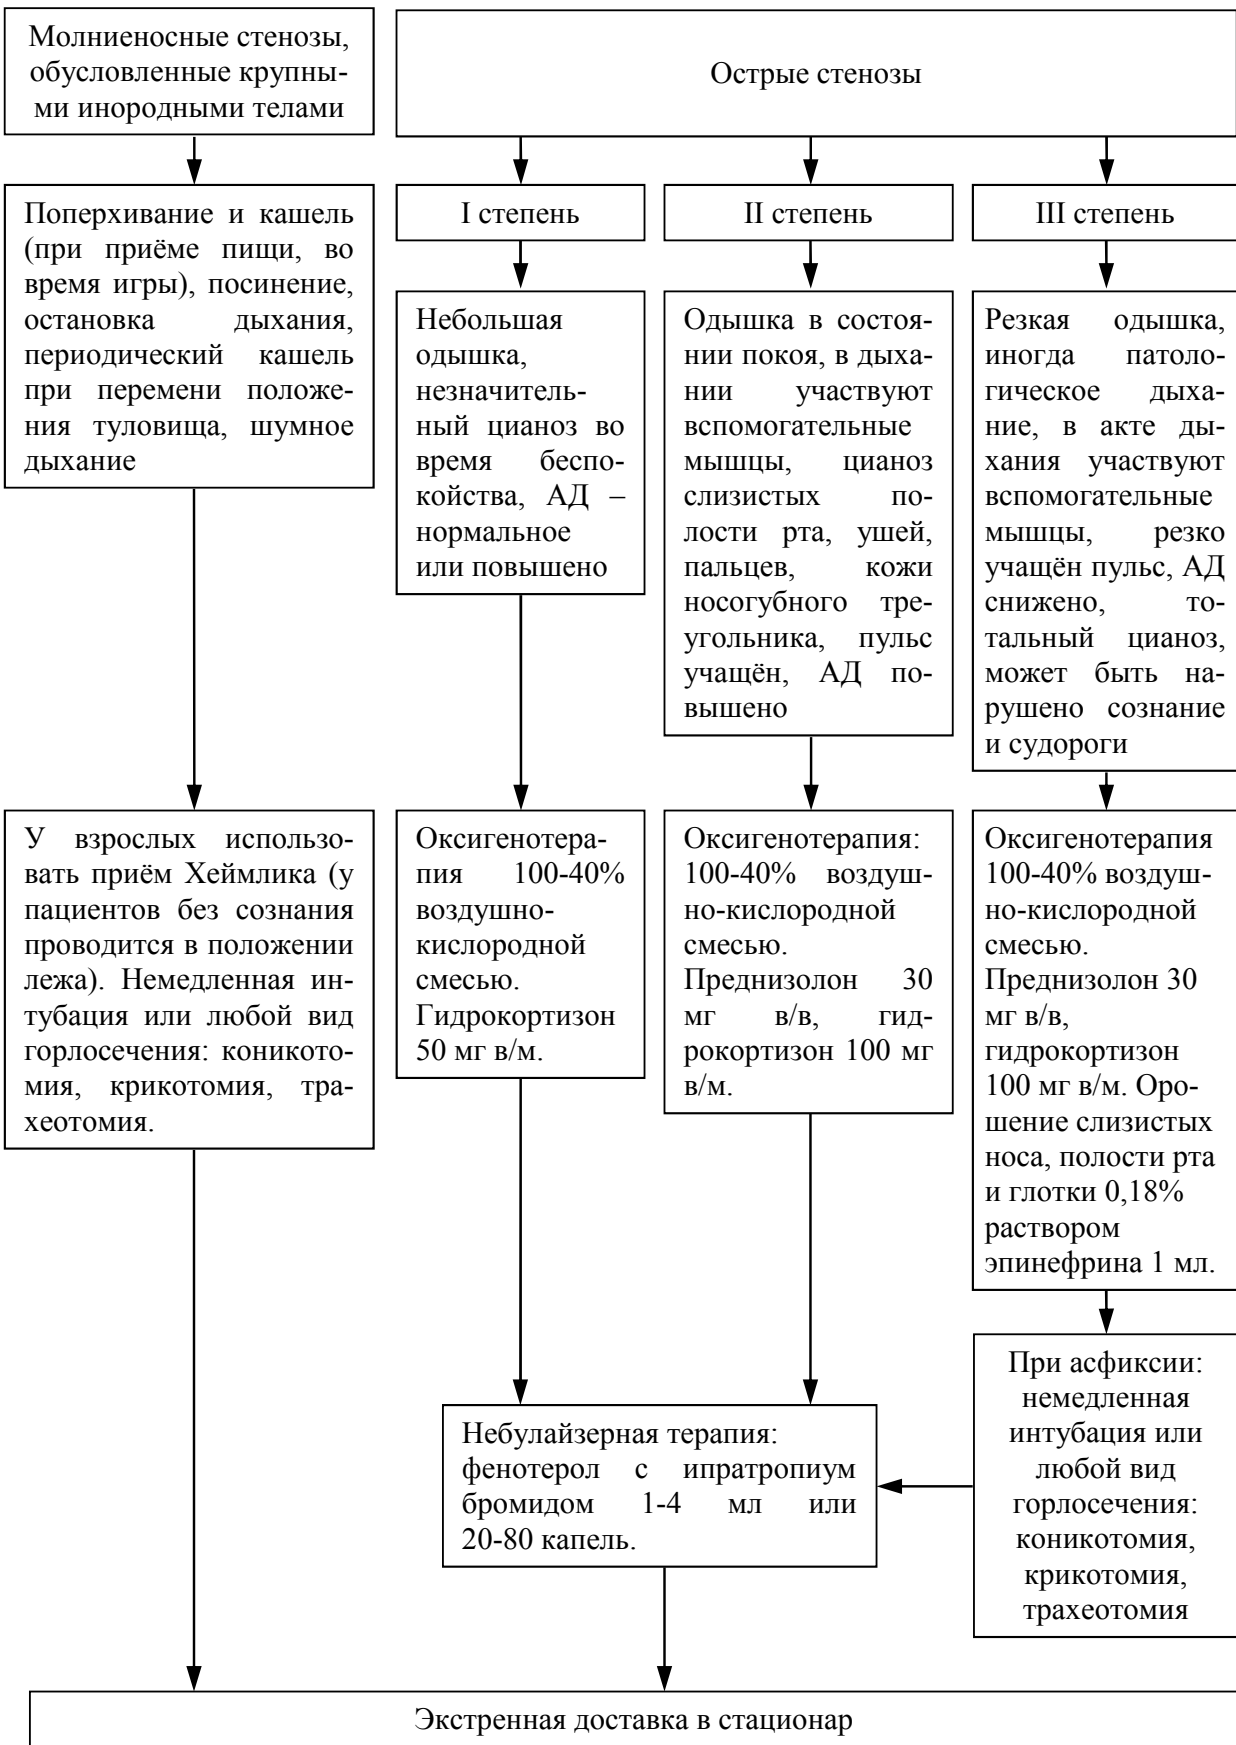 Молниеносные стенозы,
обусловленные крупны-
ми инородными телами
Острые стенозы
Поперхивание и кашель
(при приёме пищи, во
время игры), посинение,
остановка дыхания,
периодический кашель
при перемени положе-
ния туловища, шумное
дыхание
I степень
II степень
III степень
Небольшая
одышка,
незначитель-
ный цианоз во
время беспо-
койства, АД –
нормальное
или повышено
Одышка в состоя-
нии покоя, в дыха-
нии участвуют
вспомогательные
мышцы, цианоз
слизистых по-
лости рта, ушей,
пальцев, кожи
носогубного тре-
угольника, пульс
учащён, АД по-
вышено
Резкая одышка,
иногда патоло-
гическое дыха-
ние, в акте ды-
хания участвуют
вспомогательные
мышцы, резко
учащён пульс, АД
снижено, то-
тальный цианоз,
может быть на-
рушено сознание
и судороги
У взрослых использо-
вать приём Хеймлика (у
пациентов без сознания
проводится в положении
лежа). Немедленная ин-
тубация или любой вид
горлосечения: коникото-
мия, крикотомия, тра-
хеотомия.
Оксигенотера-
пия 100-40%
воздушно-
кислородной
смесью.
Гидрокортизон
50 мг в/м.
Оксигенотерапия:
100-40% воздуш-
но-кислородной
смесью.
Преднизолон 30
мг в/в, гид-
рокортизон 100 мг
в/м.
Оксигенотерапия
100-40% воздуш-
но-кислородной
смесью.
Преднизолон 30
мг в/в,
гидрокортизон
100 мг в/м. Оро-
шение слизистых
носа, полости рта
и глотки 0,18%
раствором
эпинефрина 1 мл.
При асфиксии:
немедленная
интубация или
любой вид
горлосечения:
коникотомия,
крикотомия,
трахеотомия
Небулайзерная терапия:
фенотерол с ипратропиум
бромидом 1-4 мл или
20-80 капель.
Экстренная доставка в стационар